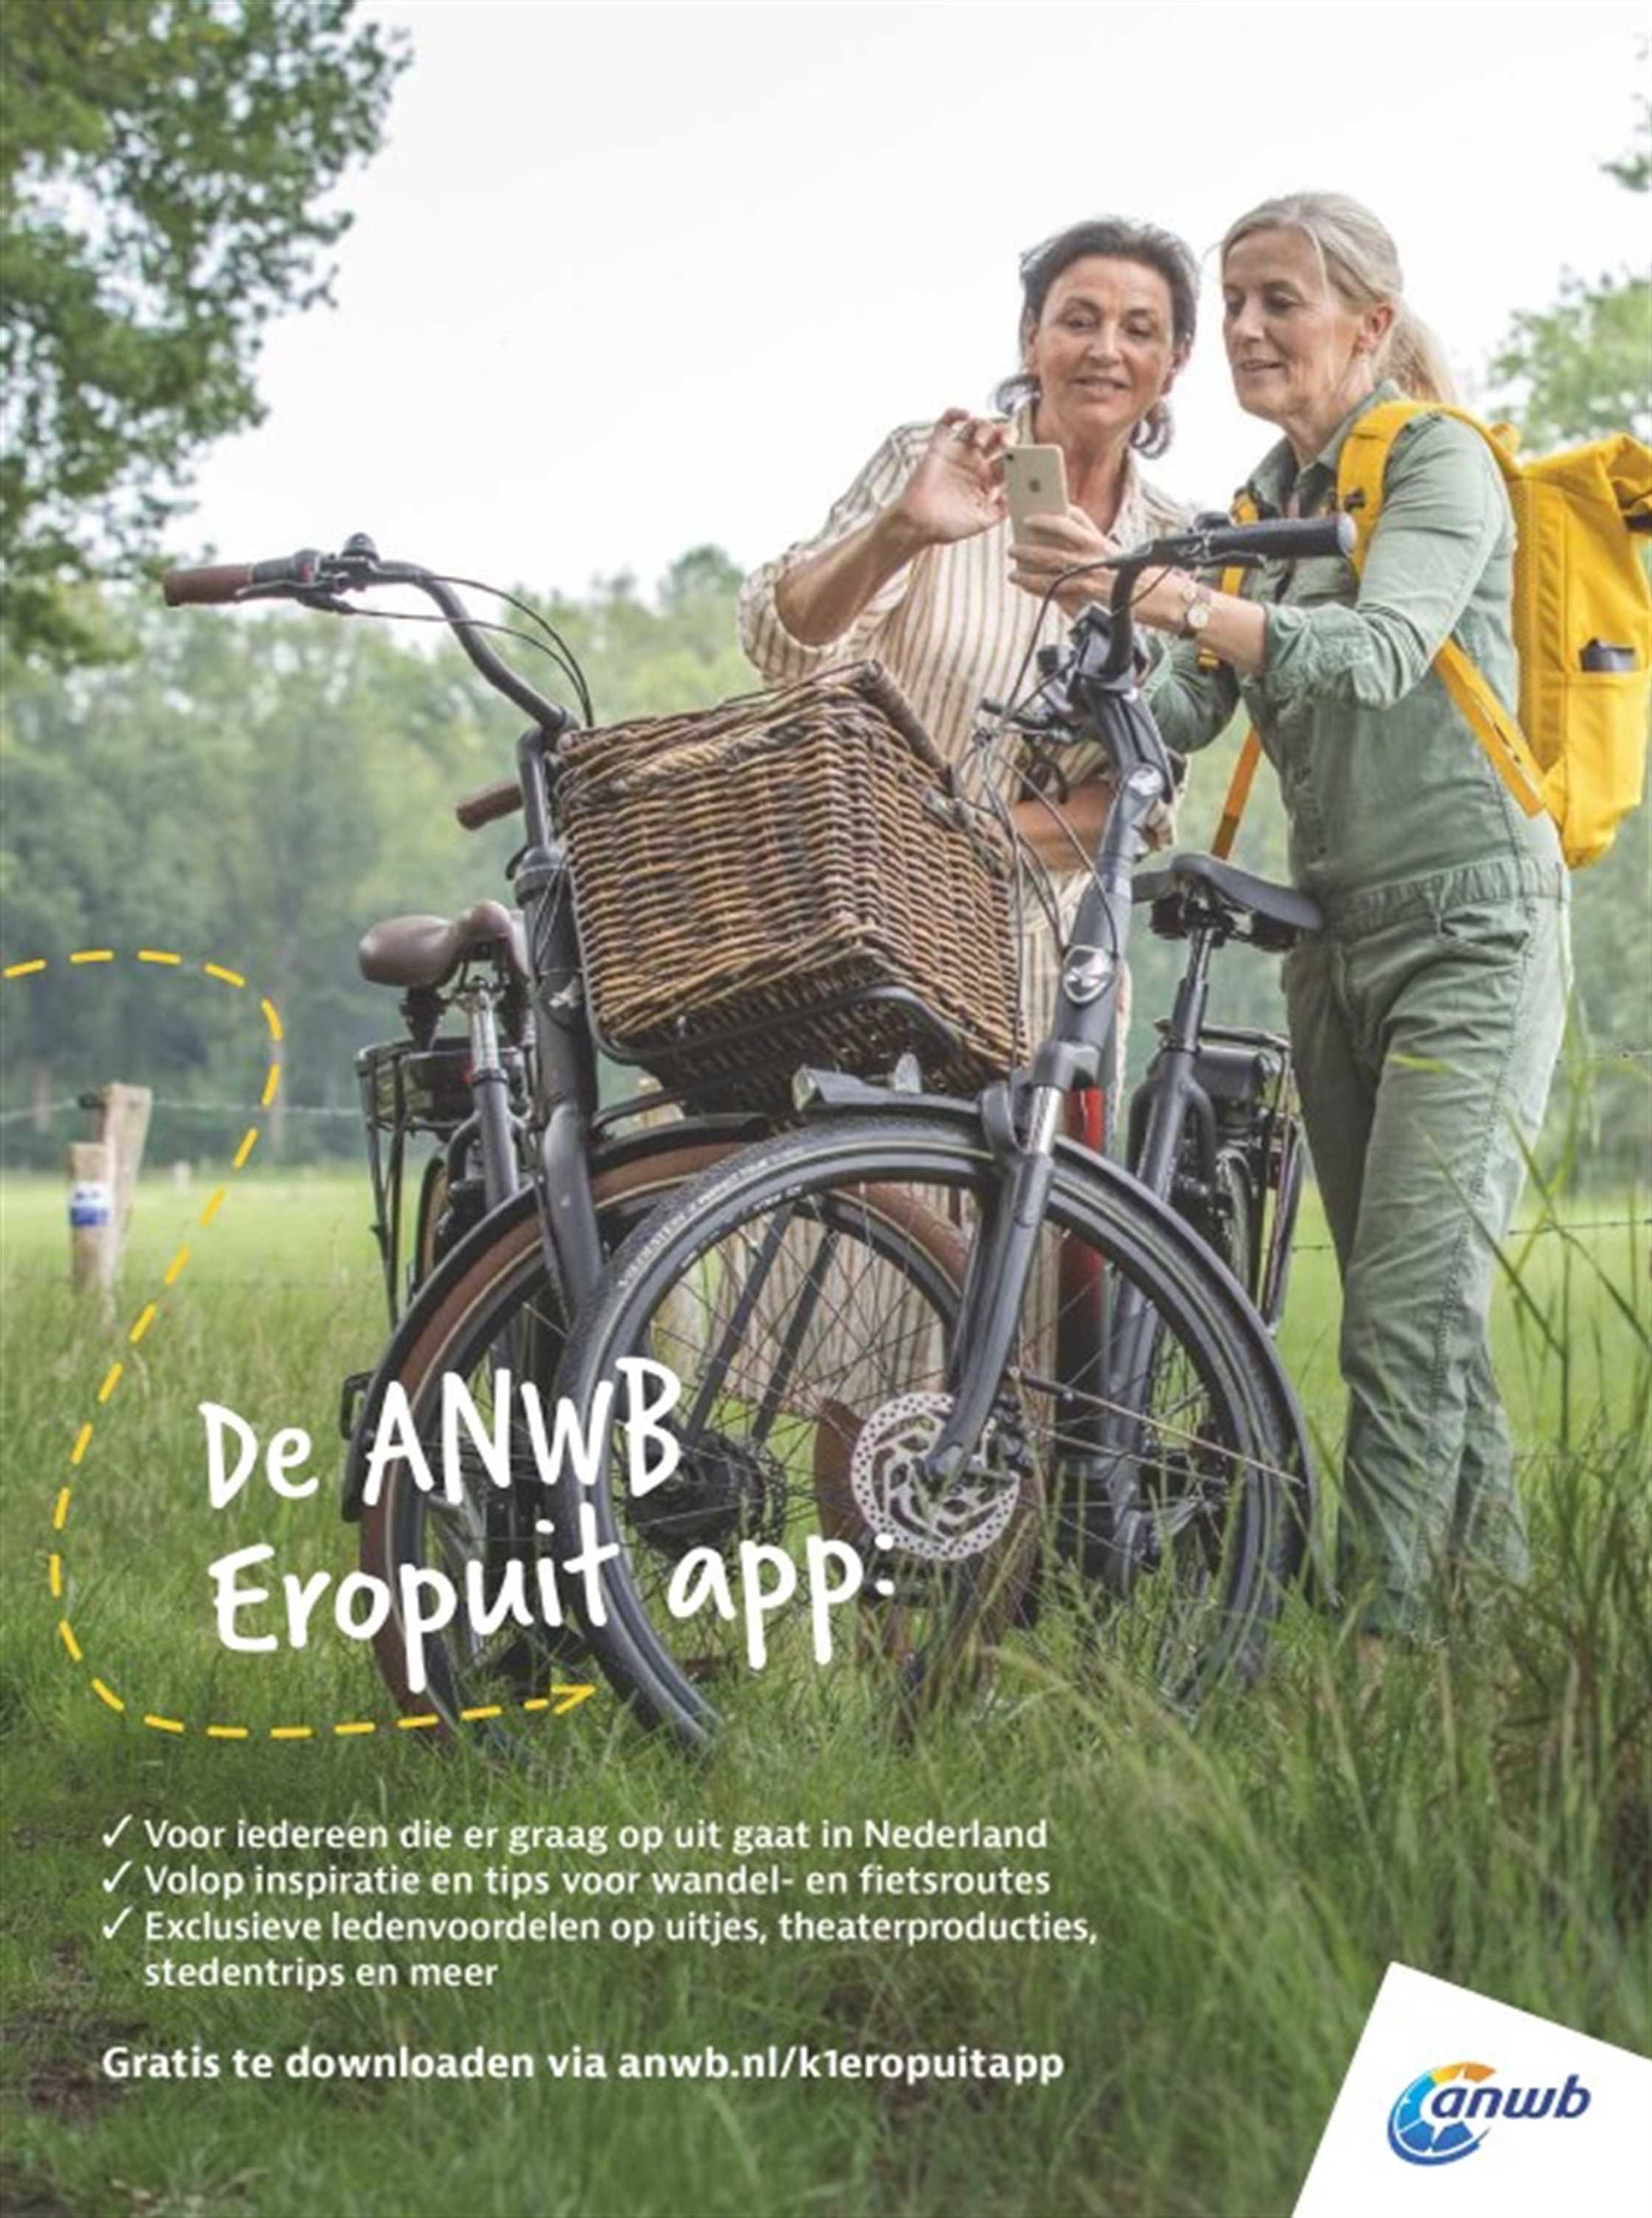 De ANWB
Eropuit app:
✓ Voor iedereen die er graag op uit gaat in Nederland
✓ Volop inspiratie en tips voor wandel- en fietsroutes
✓ Exclusieve ledenvoordelen op uitjes, theaterproducties,
stedentrips en meer
Gratis te downloaden via anwb.nl/k1eropuitapp
anwb